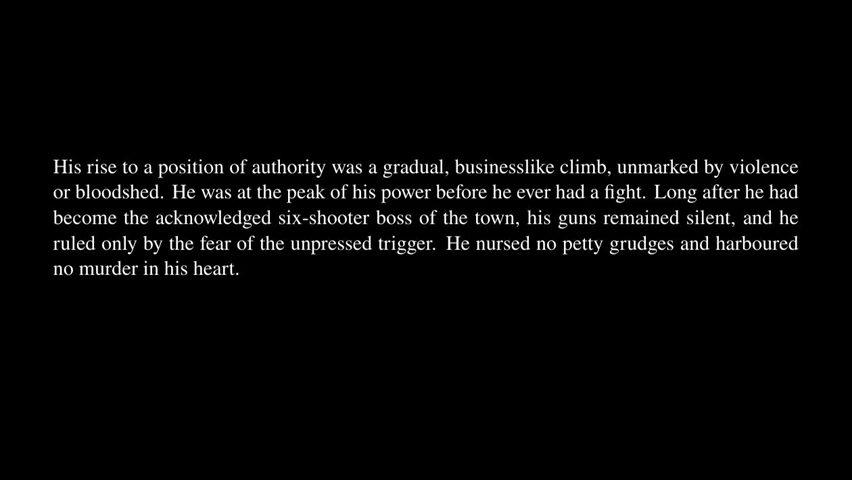 His rise to a position of authority was a gradual, businesslike climb, unmarked by violence
or bloodshed. He was at the peak of his power before he ever had a fight. Long after he had
become the acknowledged six-shooter boss of the town, his guns remained silent, and he
ruled only by the fear of the unpressed trigger. He nursed no petty grudges and harboured
no murder in his heart.